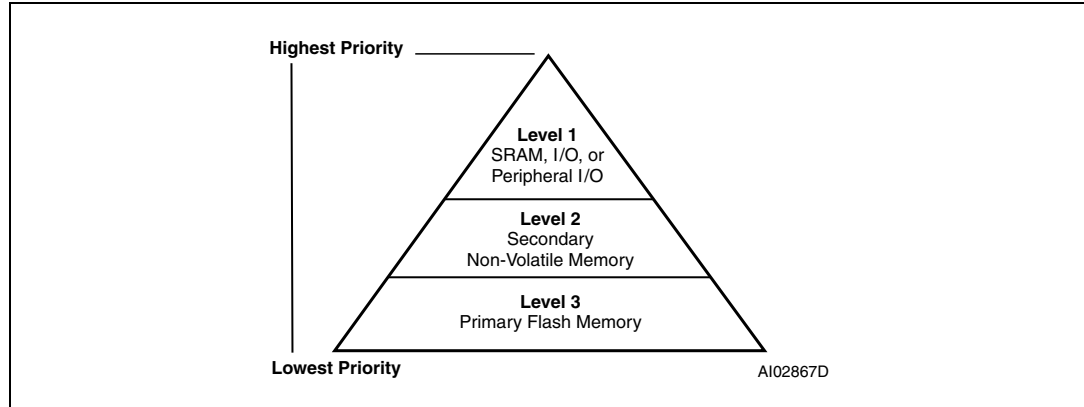 Highest Priority
Level 1
SRAM, I/O, or
Peripheral I/O
Level 2
Secondary
Non-Volatile Memory
Level 3
Primary Flash Memory
Lowest Priority
AI02867D